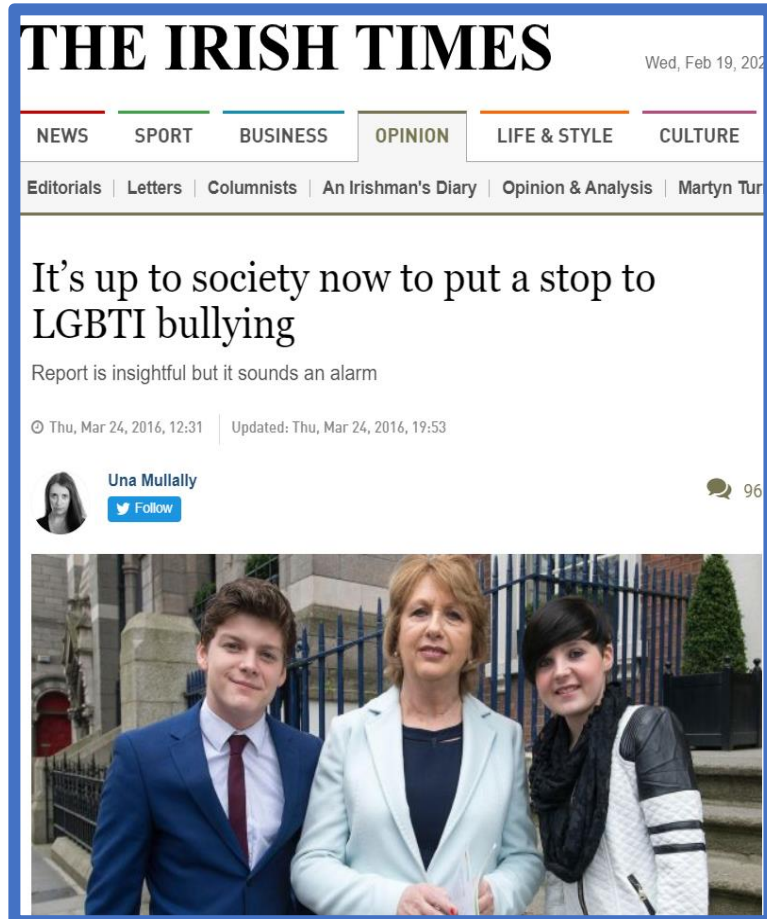 THE IRISH TIMES
Wed, Feb 19, 202
NEWS SPORT BUSINESS OPINION LIFE & STYLE CULTURE
Editorials | Letters | Columnists | An Irishman's Diary | Opinion & Analysis | Martyn Tur
It's up to society now to put a stop to
LGBTI bullying
Report is insightful but it sounds an alarm
Thu, Mar 24, 2016, 12:31 Updated: Thu, Mar 24, 2016, 19:53
Una Mullally
Follow
96